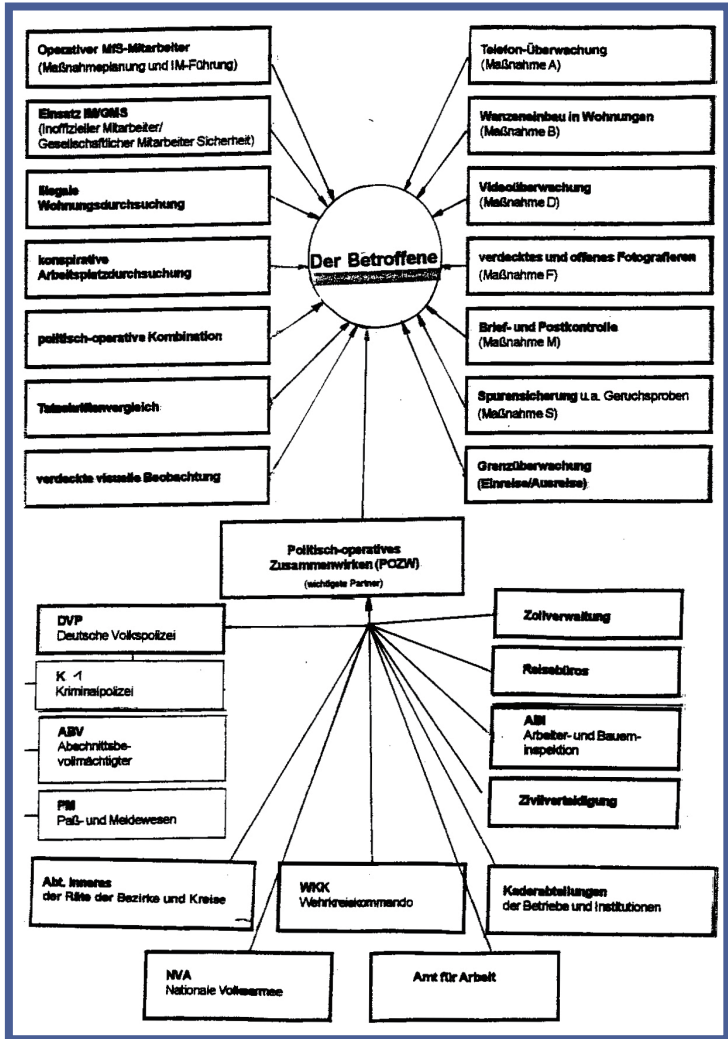 Operativer MfS-Mitarbeiter
(Maßnahmeplanung und IM-Führung)
Einsatz IM/GMS
(Inoffizieller Mitarbeiter/
Gesellschaftlicher Mitarbeiter Sicherheit)
Illegale
Wohnungsdurchsuchung
konspirative
Arbeitsplatzdurchsuchung
politisch-operative Kombination
Tatschriftenvergleich
verdeckte visuelle Beobachtung
Telefon-Überwachung
(Maßnahme A)
Wanzeneinbau in Wohnungen
(Maßnahme B)
Videoüberwachung
(Maßnahme D)
verdecktes und offenes Fotografieren
(Maßnahme F)
Brief- und Postkontrolle
(Maßnahme M)
Spurensicherung u.a. Geruchsproben
(Maßnahme S)
Grenzüberwachung
(Einreise/Ausreise)
Der Betroffene
Politisch-operatives
Zusammenwirken (POZW)
(wichtigste Partner)
DVP
Deutsche Volkspolizei
K 1
Kriminalpolizei
ABV
Abschnittsbe-
vollmächtigter
PM
Paß- und Meldewesen
Zollverwaltung
Reisebüros
ABI
Arbeiter- und Bauern-
inspektion
Zivilverteidigung
Abt. Inneres
der Räte der Bezirke und Kreise
WKK
Wehrkreiskommando
Kaderabteilungen
der Betriebe und Institutionen
NVA
Nationale Volksarmee
Amt für Arbeit